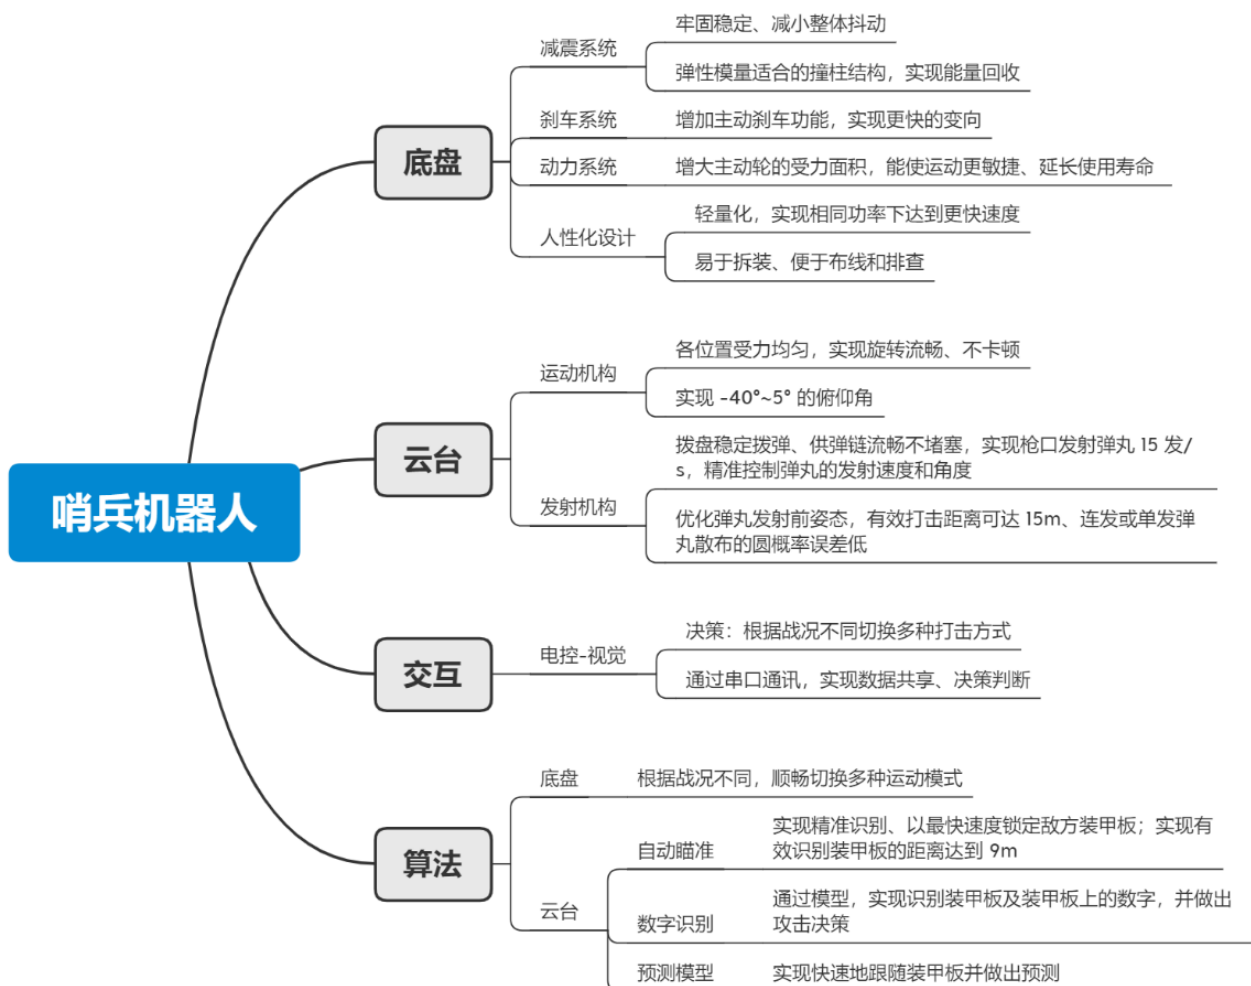 哨兵机器人
底盘
减震系统
牢固稳定、减小整体抖动
弹性模量适合的撞柱结构，实现能量回收
刹车系统
增加主动刹车功能，实现更快的变向
动力系统
增大主动轮的受力面积，能使运动更敏捷、延长使用寿命
人性化设计
轻量化，实现相同功率下达到更快速度
易于拆装、便于布线和排查
云台
运动机构
各位置受力均匀，实现旋转流畅、不卡顿
实现 -40°~5° 的俯仰角
发射机构
拨盘稳定拨弹、供弹链流畅不堵塞，实现枪口发射弹丸 15 发/
s，精准控制弹丸的发射速度和角度
优化弹丸发射前姿态，有效打击距离可达 15m、连发或单发弹
丸散布的圆概率误差低
交互
电控-视觉
决策：根据战况不同切换多种打击方式
通过串口通讯，实现数据共享、决策判断
算法
底盘
根据战况不同，顺畅切换多种运动模式
云台
自动瞄准
实现精准识别、以最快速度锁定敌方装甲板；实现有
效识别装甲板的距离达到 9m
数字识别
通过模型，实现识别装甲板及装甲板上的数字，并做出
攻击决策
预测模型
实现快速地跟随装甲板并做出预测